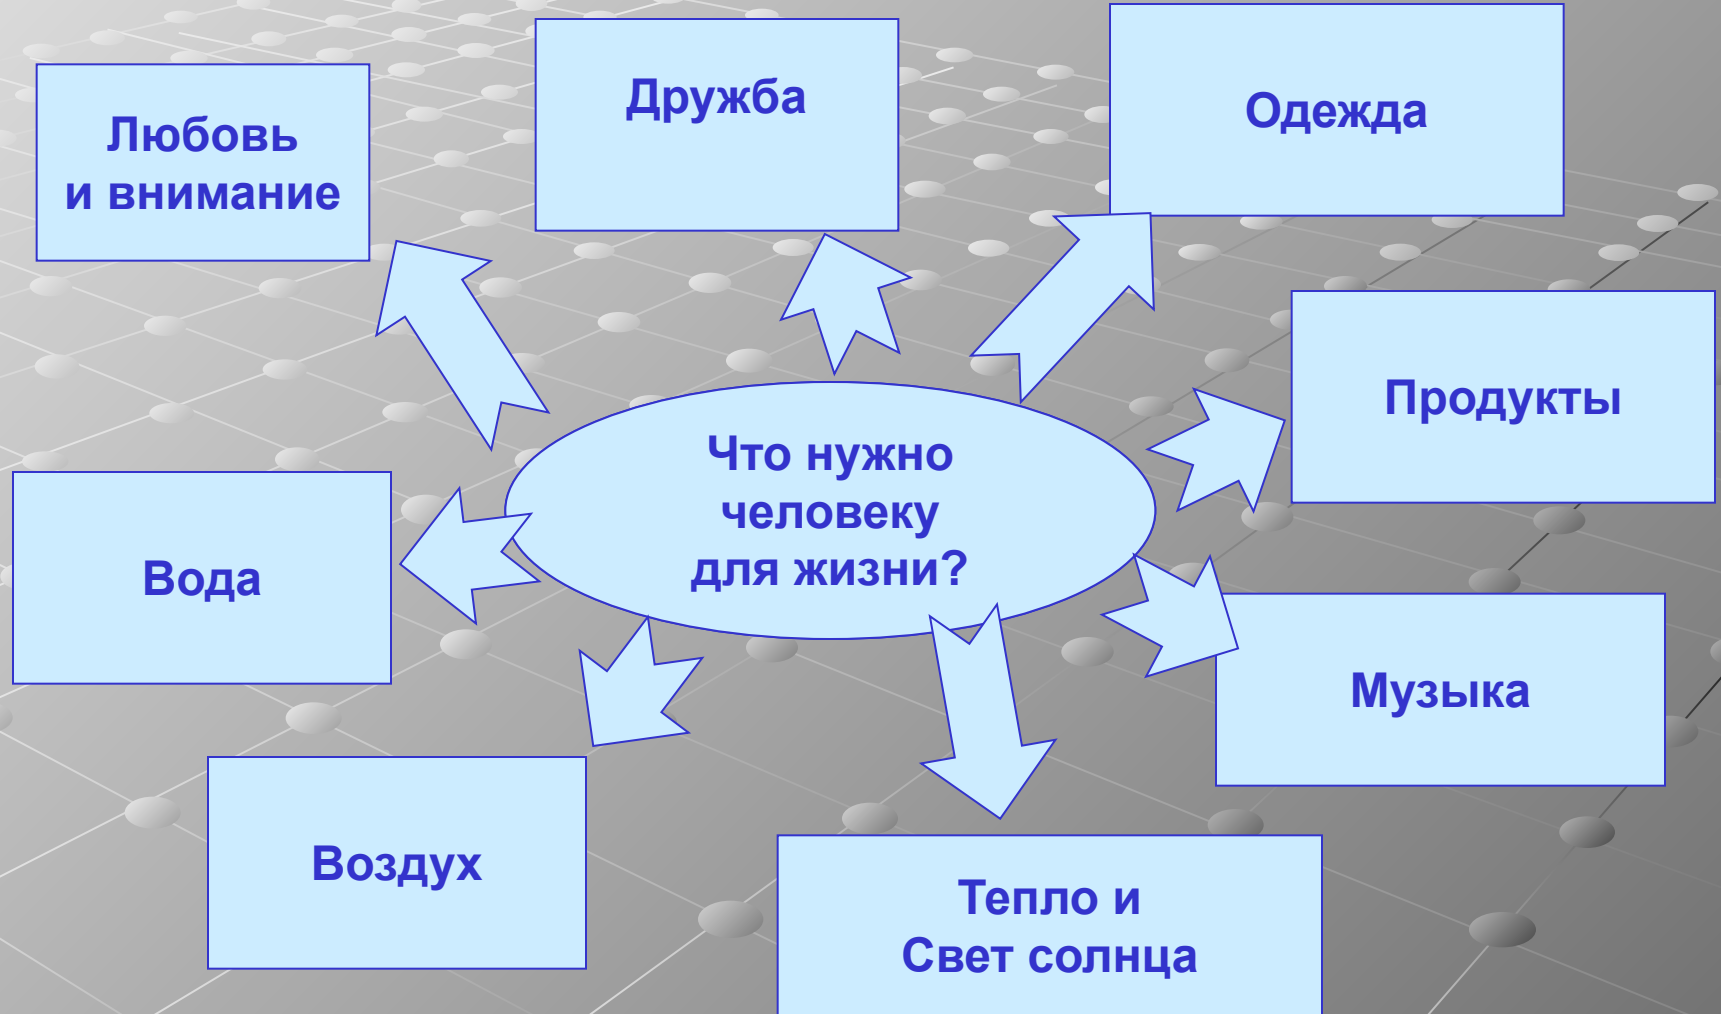 Любовь
и внимание
Дружба
Одежда
Продукты
Что нужно
человеку
для жизни?
Вода
Музыка
Воздух
Тепло и
Свет солнца